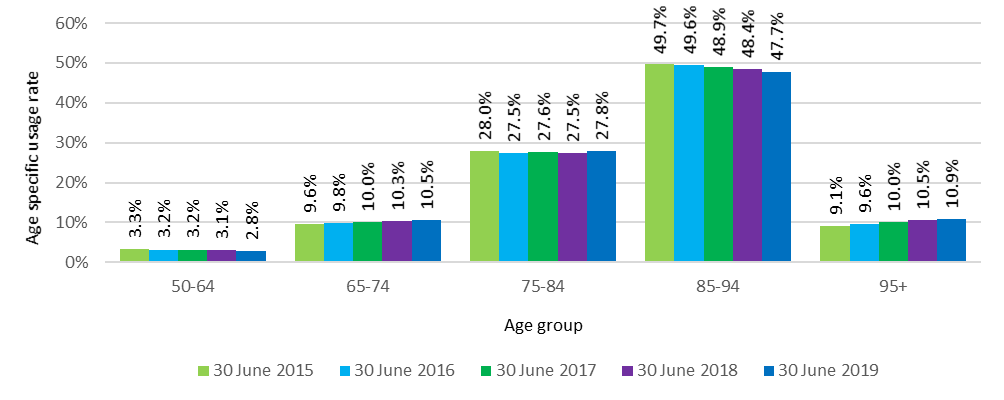 Age specific usage rate
60%
50%
40%
30%
20%
10%
0%
3.3% 3.2% 3.2% 3.1% 2.8%
9.6% 9.8% 10.0% 10.3% 10.5%
28.0% 27.5% 27.6% 27.5% 27.8%
49.7% 49.6% 48.9% 48.4% 47.7%
9.1% 9.6% 10.0% 10.5% 10.9%
50-64 65-74 75-84 85-94 95+
Age group
30 June 2015 30 June 2016 30 June 2017 30 June 2018 30 June 2019